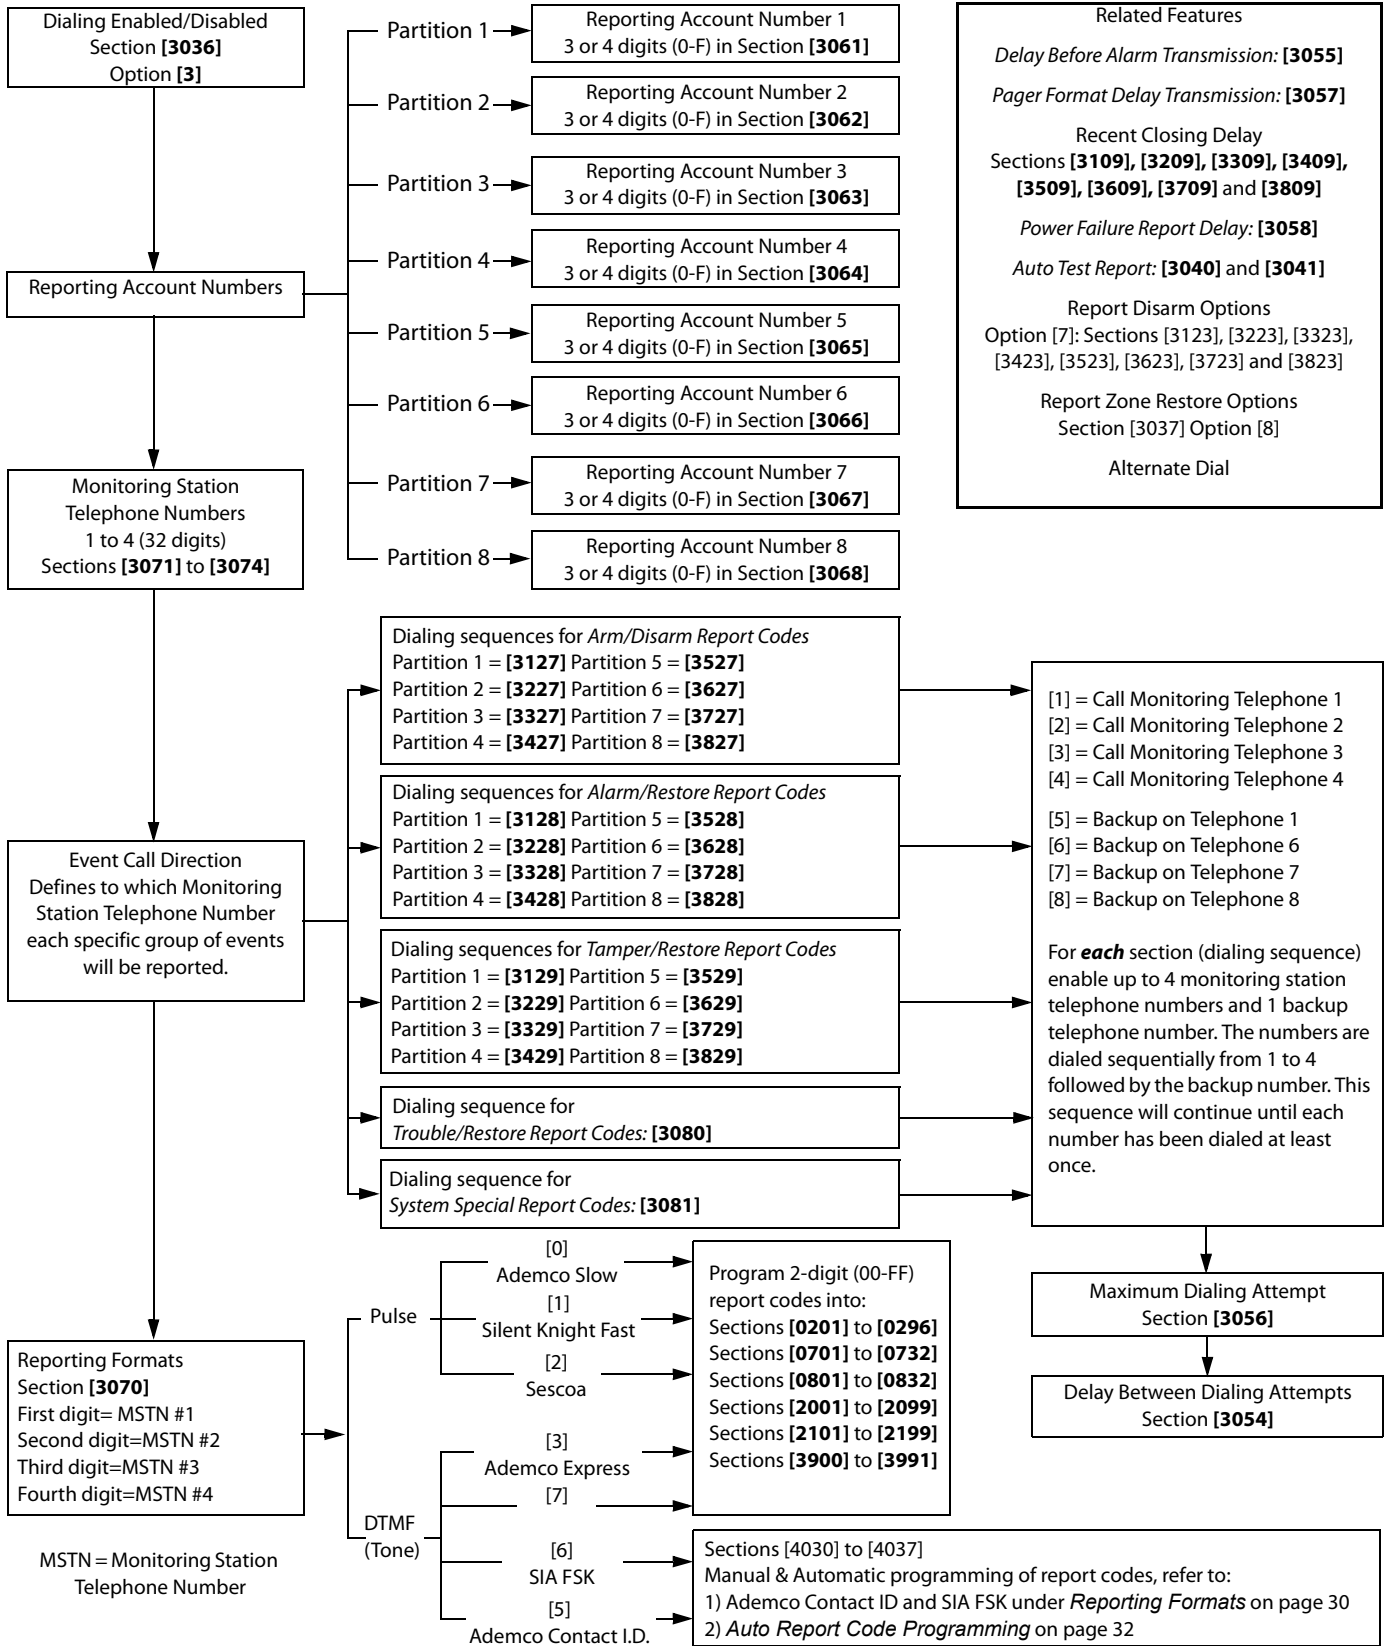 Dialing Enabled/Disabled
Section [3036]
Option [3]
Reporting Account Numbers
Monitoring Station
Telephone Numbers
1 to 4 (32 digits)
Sections [3071] to [3074]
Event Call Direction
Defines to which Monitoring
Station Telephone Number
each specific group of events
will be reported.
Reporting Formats
Section [3070]
First digit= MSTN #1
Second digit=MSTN #2
Third digit=MSTN #3
Fourth digit=MSTN #4
MSTN = Monitoring Station
Telephone Number
Partition 1
Reporting Account Number 1
3 or 4 digits (0-F) in Section [3061]
Partition 2
Reporting Account Number 2
3 or 4 digits (0-F) in Section [3062]
Partition 3
Reporting Account Number 3
3 or 4 digits (0-F) in Section [3063]
Partition 4
Reporting Account Number 4
3 or 4 digits (0-F) in Section [3064]
Partition 5
Reporting Account Number 5
3 or 4 digits (0-F) in Section [3065]
Partition 6
Reporting Account Number 6
3 or 4 digits (0-F) in Section [3066]
Partition 7
Reporting Account Number 7
3 or 4 digits (0-F) in Section [3067]
Partition 8
Reporting Account Number 8
3 or 4 digits (0-F) in Section [3068]
Related Features
Delay Before Alarm Transmission: [3055]
Pager Format Delay Transmission: [3057]
Recent Closing Delay
Sections [3109], [3209], [3309], [3409],
[3509], [3609], [3709] and [3809]
Power Failure Report Delay: [3058]
Auto Test Report: [3040] and [3041]
Report Disarm Options
Option [7]: Sections [3123], [3223], [3323],
[3423], [3523], [3623], [3723] and [3823]
Report Zone Restore Options
Section [3037] Option [8]
Alternate Dial
Dialing sequences for Arm/Disarm Report Codes
Partition 1 = [3127] Partition 5 = [3527]
Partition 2 = [3227] Partition 6 = [3627]
Partition 3 = [3327] Partition 7 = [3727]
Partition 4 = [3427] Partition 8 = [3827]
Dialing sequences for Alarm/Restore Report Codes
Partition 1 = [3128] Partition 5 = [3528]
Partition 2 = [3228] Partition 6 = [3628]
Partition 3 = [3328] Partition 7 = [3728]
Partition 4 = [3428] Partition 8 = [3828]
Dialing sequences for Tamper/Restore Report Codes
Partition 1 = [3129] Partition 5 = [3529]
Partition 2 = [3229] Partition 6 = [3629]
Partition 3 = [3329] Partition 7 = [3729]
Partition 4 = [3429] Partition 8 = [3829]
Dialing sequence for
Trouble/Restore Report Codes: [3080]
Dialing sequence for
System Special Report Codes: [3081]
[1] = Call Monitoring Telephone 1
[2] = Call Monitoring Telephone 2
[3] = Call Monitoring Telephone 3
[4] = Call Monitoring Telephone 4
[5] = Backup on Telephone 1
[6] = Backup on Telephone 6
[7] = Backup on Telephone 7
[8] = Backup on Telephone 8
For each section (dialing sequence)
enable up to 4 monitoring station
telephone numbers and 1 backup
telephone number. The numbers are
dialed sequentially from 1 to 4
followed by the backup number. This
sequence will continue until each
number has been dialed at least
once.
Maximum Dialing Attempt
Section [3056]
Delay Between Dialing Attempts
Section [3054]
Pulse
[0]
Ademco Slow
[1]
Silent Knight Fast
[2]
Sescoa
DTMF
(Tone)
[3]
Ademco Express
[7]
[6]
SIA FSK
[5]
Ademco Contact I.D.
Program 2-digit (00-FF)
report codes into:
Sections [0201] to [0296]
Sections [0701] to [0732]
Sections [0801] to [0832]
Sections [2001] to [2099]
Sections [2101] to [2199]
Sections [3900] to [3991]
Sections [4030] to [4037]
Manual & Automatic programming of report codes, refer to:
1) Ademco Contact ID and SIA FSK under Reporting Formats on page 30
2) Auto Report Code Programming on page 32